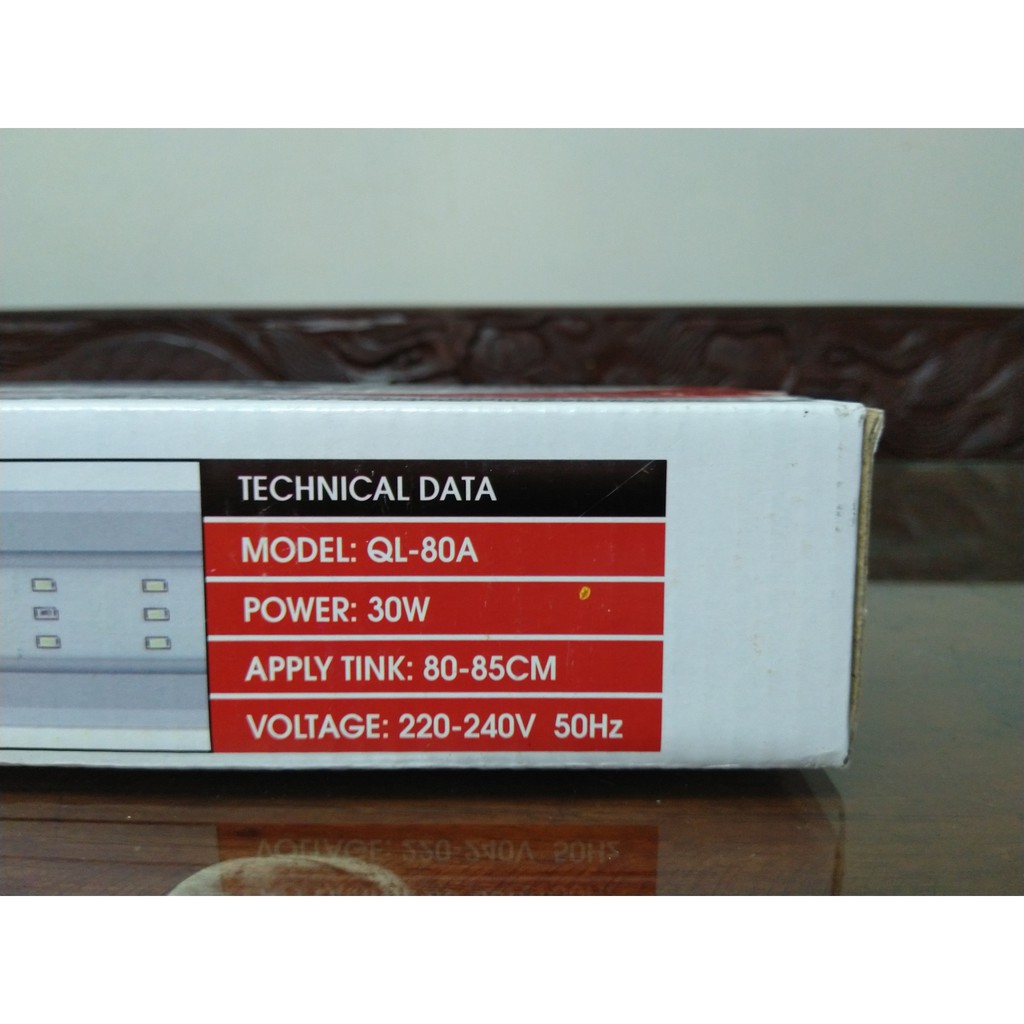 TECHNICAL DATA
MODEL: QL-80A
POWER: 30W
APPLY TINK: 80-85CM
VOLTAGE: 220-240V 50Hz